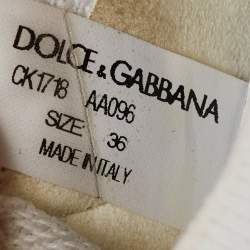 DOLCE & GABBANA
CK1718 AA096
SIZE: 36
MADE IN ITALY